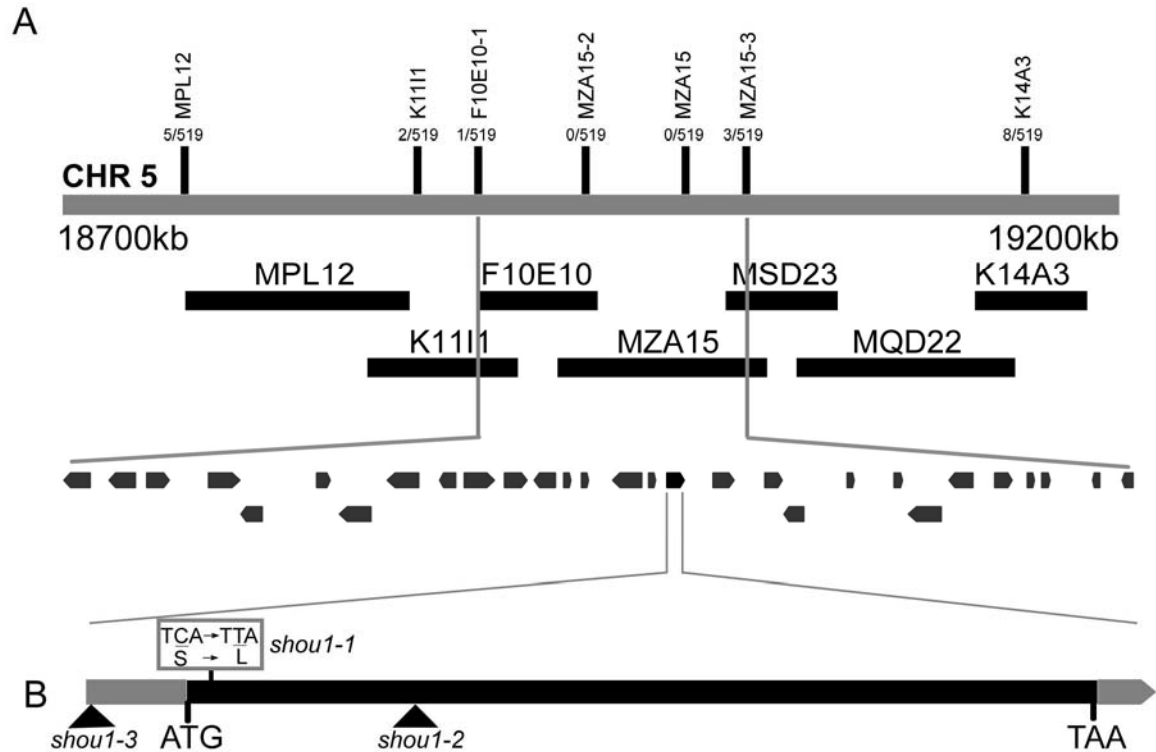 A
MPL12
K11I1
F10E10-1
MZA15-2
MZA15
MZA15-3
K14A3
5/519 2/519 1/519 0/519 0/519 3/519 8/519
CHR 5
18700kb 19200kb
MPL12 F10E10 MSD23 K14A3
K11I1 MZA15 MQD22
TCA→TTA
S → L
shou1-1
B
shou1-3 ATG shou1-2 TAA